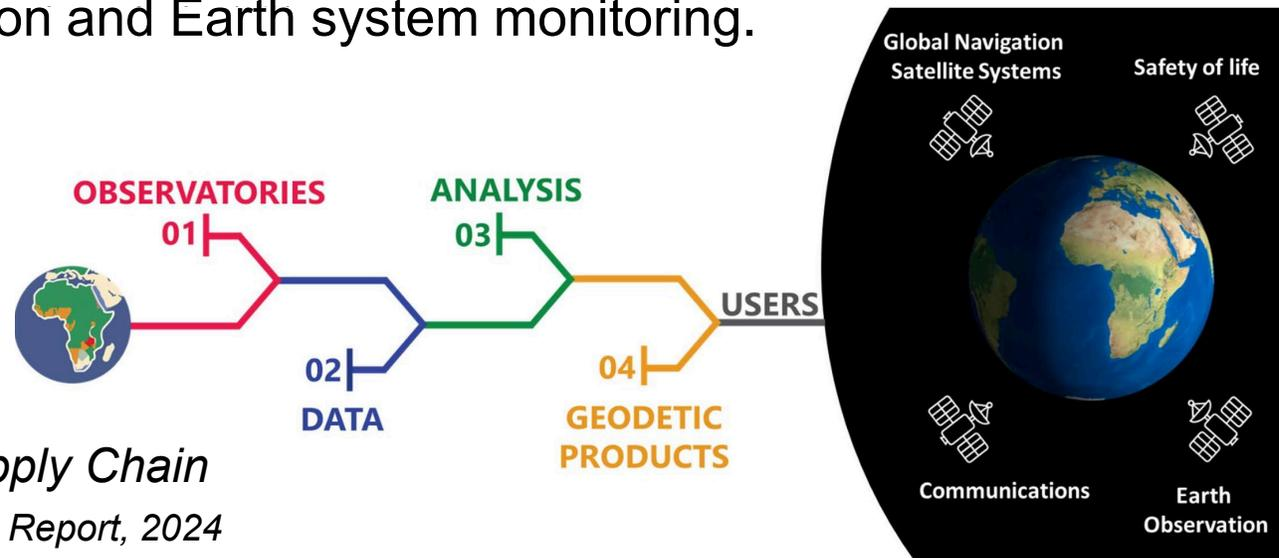 on and Earth system monitoring.
Global Navigation
Satellite Systems
Safety of life
OBSERVATORIES
01
ANALYSIS
03
USERS
02
DATA
04
GEODETIC
PRODUCTS
Communications
Earth
Observation
Supply Chain
Report, 2024